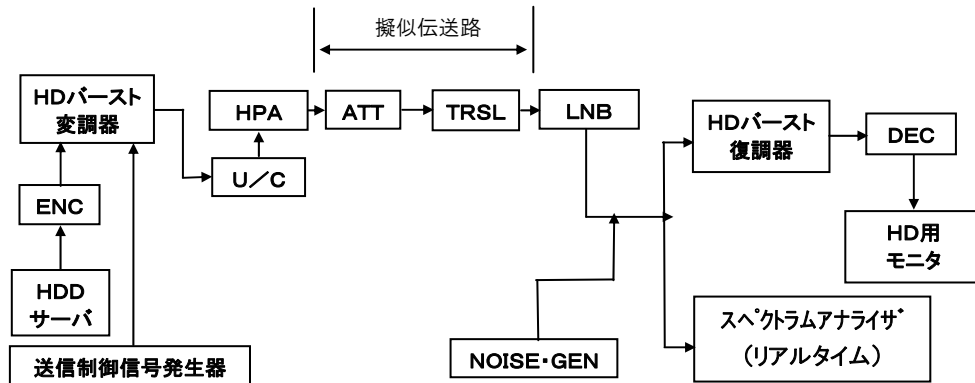 擬似伝送路
HDバースト
変調器
HPA
ATT
TRSL
LNB
HDバースト
復調器
DEC
U/C
ENC
HD用
モニタ
HDD
サーバ
スペクトラムアナライザ
(リアルタイム)
NOISE・GEN
送信制御信号発生器